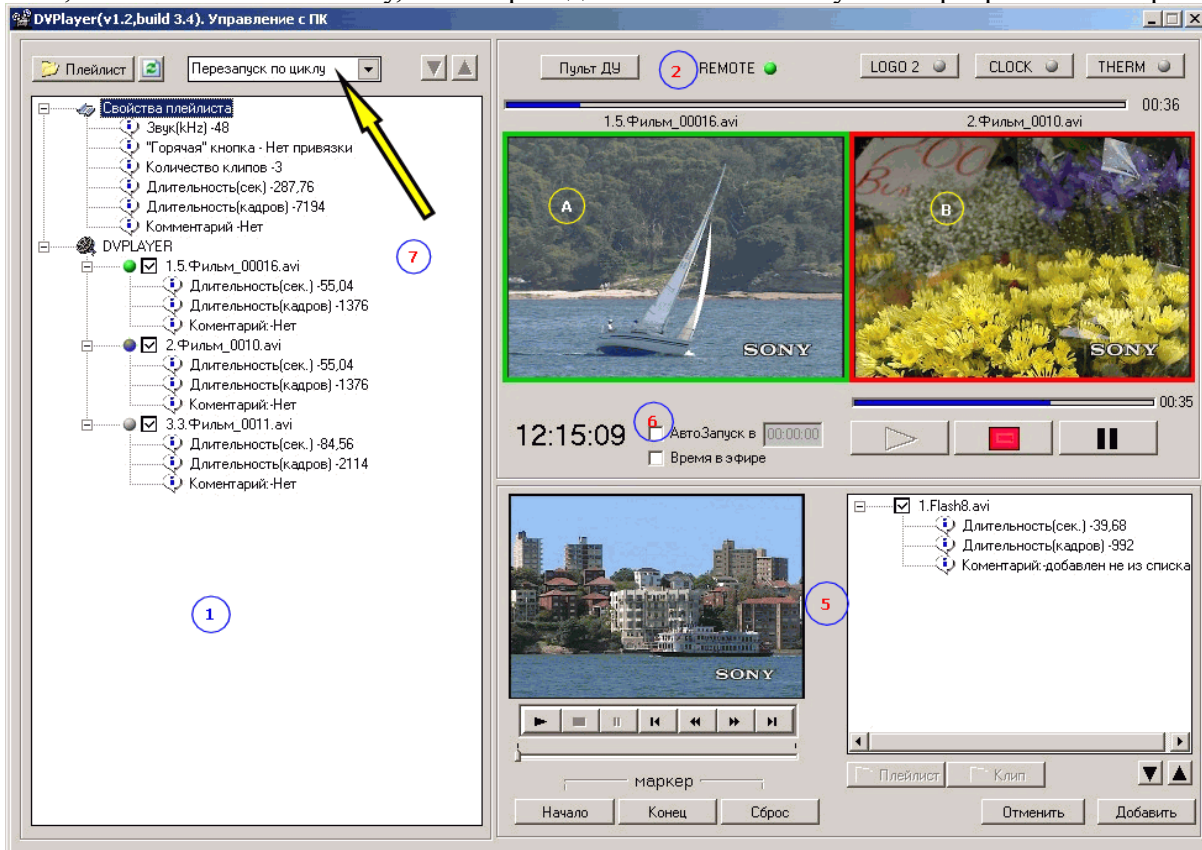 DVPlayer(v1.2,build 3.4). Управление с ПК
Плейлист
Перезапуск по циклу
Свойства плейлиста
Звук(kHz) -48
"Горячая" кнопка - Нет привязки
Количество клипов -3
Длительность(сек) -287,76
Длительность(кадров) -7194
Комментарий -Нет
7
DVPLAYER
1.5.Фильм_00016.avi
Длительность(сек.) -55,04
Длительность(кадров) -1376
Коментарий:-Нет
2.Фильм_0010.avi
Длительность(сек.) -55,04
Длительность(кадров) -1376
Коментарий:-Нет
3.3.Фильм_0011.avi
Длительность(сек.) -84,56
Длительность(кадров) -2114
Коментарий:-Нет
1
Пульт ДУ
2
REMOTE
LOGO 2
CLOCK
THERM
00:36
1.5.Фильм_00016.avi
2.Фильм_0010.avi
A
SONY
B
SONY
00:35
12:15:09
6
АвтоЗапуск в 00:00:00
Время в эфире
SONY
5
маркер
Начало
Конец
Сброс
1.Flash8.avi
Длительность(сек.) -39,68
Длительность(кадров) -992
Коментарий:-добавлен не из списка
Плейлист
Клип
Отменить
Добавить